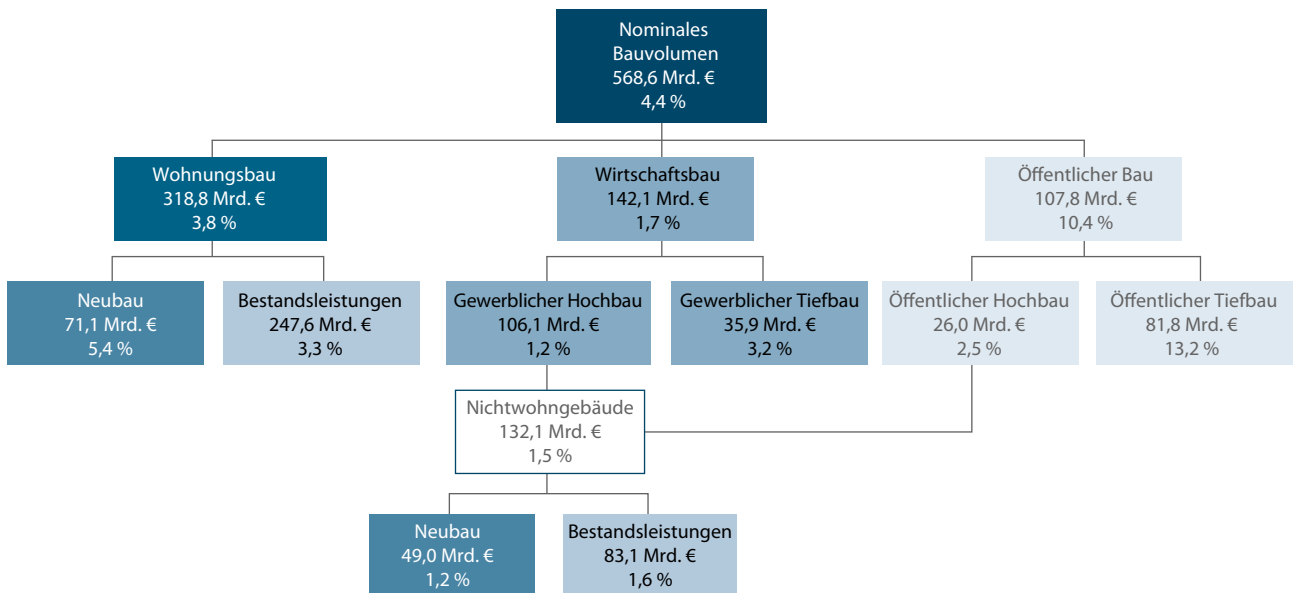 Nominales
Bauvolumen
568,6 Mrd. €
4,4 %
Wohnungsbau
318,8 Mrd. €
3,8 %
Wirtschaftsbau
142,1 Mrd. €
1,7 %
Öffentlicher Bau
107,8 Mrd. €
10,4 %
Neubau
71,1 Mrd. €
5,4 %
Bestandsleistungen
247,6 Mrd. €
3,3 %
Gewerblicher Hochbau
106,1 Mrd. €
1,2 %
Gewerblicher Tiefbau
35,9 Mrd. €
3,2 %
Öffentlicher Hochbau
26,0 Mrd. €
2,5 %
Öffentlicher Tiefbau
81,8 Mrd. €
13,2 %
Nichtwohngebäude
132,1 Mrd. €
1,5 %
Neubau
49,0 Mrd. €
1,2 %
Bestandsleistungen
83,1 Mrd. €
1,6 %